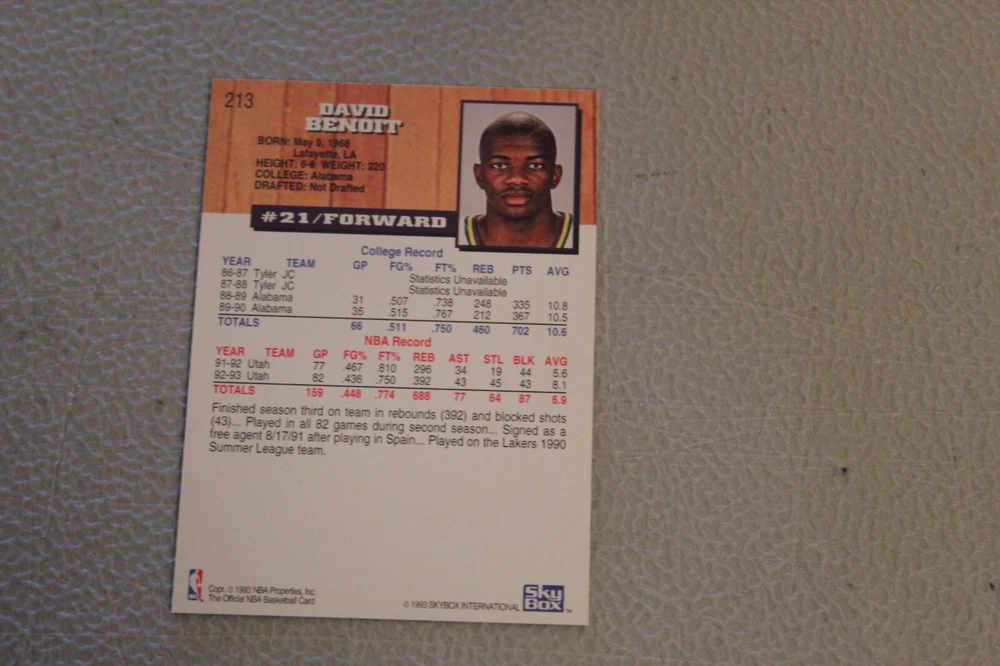 213
DAVID
BENOIT
BORN: May 9, 1968
Lafayette, LA
HEIGHT: 6-8 WEIGHT: 220
COLLEGE: Alabama
DRAFTED: Not Drafted
#21/FORWARD
College Record
YEAR TEAM GP FG% FT% REB PTS AVG
86-87 Tyler JC Statistics Unavailable
87-88 Tyler JC Statistics Unavailable
88-89 Alabama 31 .507 .738 248 335 10.8
89-90 Alabama 35 .515 .767 212 367 10.5
TOTALS 66 .511 .750 460 702 10.6
NBA Record
YEAR TEAM GP FG% FT% REB AST STL BLK AVG
91-92 Utah 77 .467 .810 296 34 19 44 5.6
92-93 Utah 82 .436 .750 392 43 45 43 8.1
TOTALS 159 .448 .774 688 77 64 87 6.9
Finished season third on team in rebounds (392) and blocked shots
(43)... Played in all 82 games during second season... Signed as a
free agent 8/17/91 after playing in Spain... Played on the Lakers 1990
Summer League team.
Copr. © 1993 NBA Properties, Inc.
The Official NBA Basketball Card
© 1993 SKYBOX INTERNATIONAL
Sky
Box